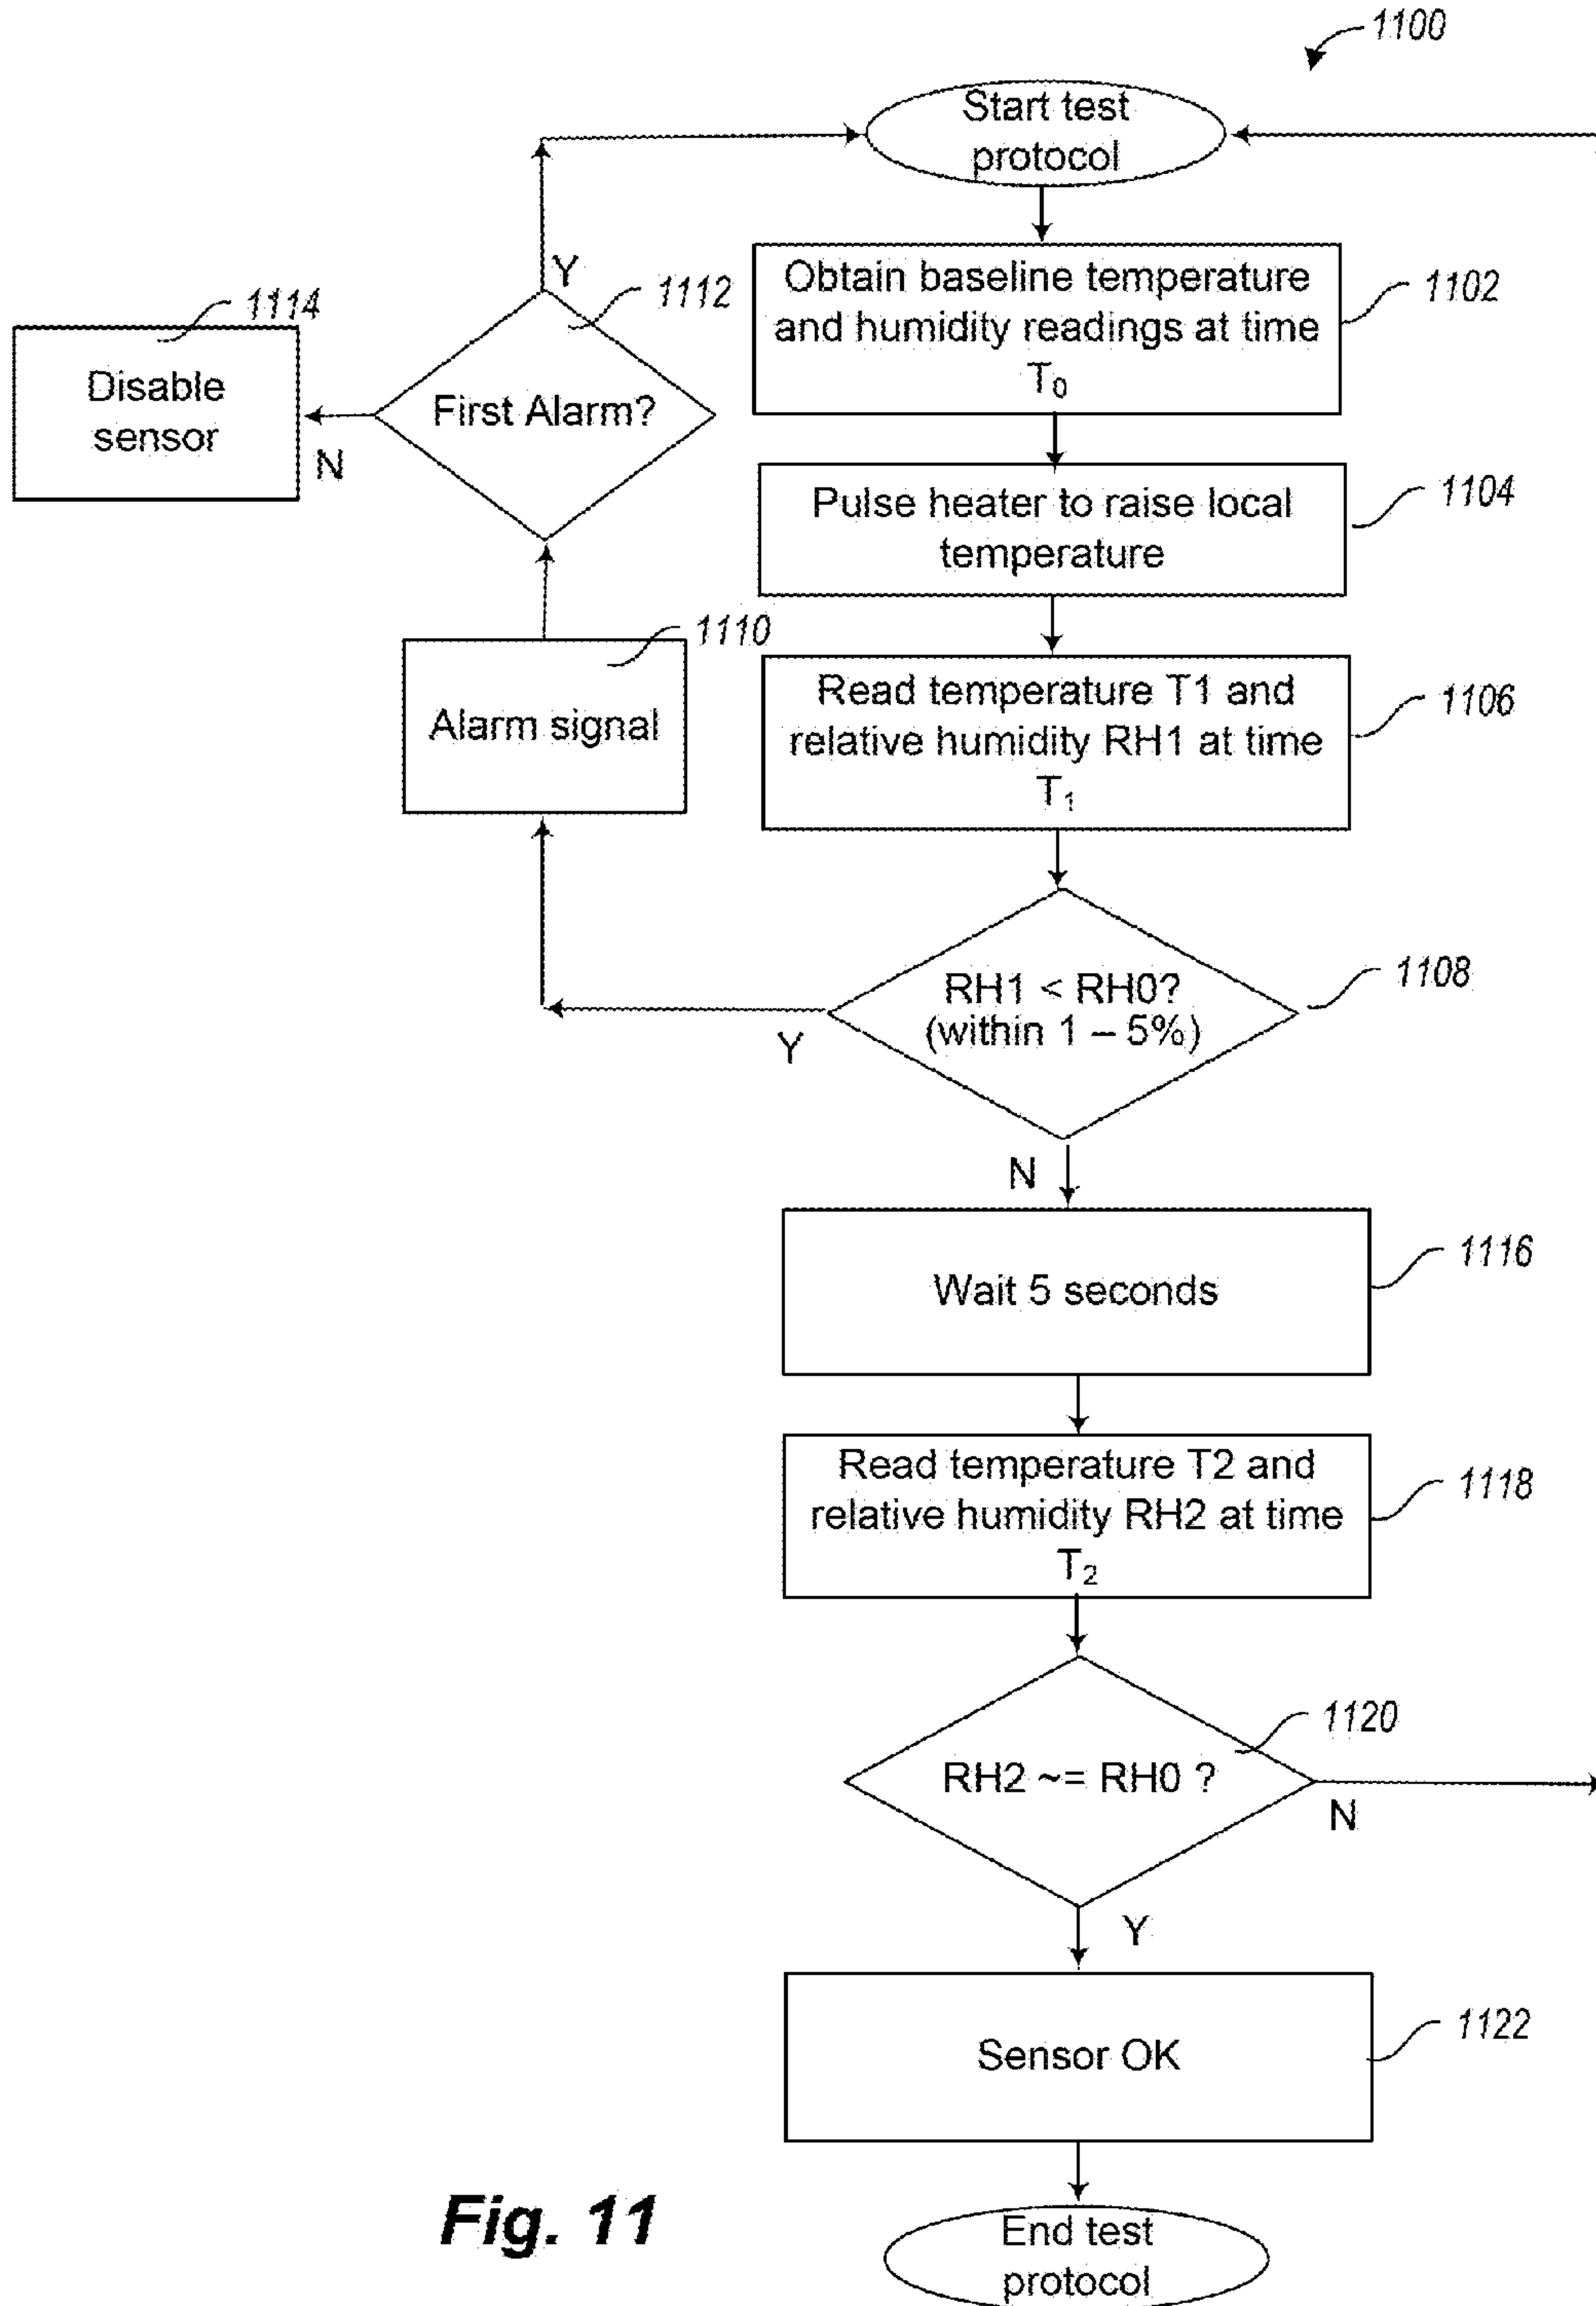 1100
Start test
protocol
Obtain baseline temperature
and humidity readings at time
T₀
1102
Y
1112
1114
Disable
sensor
First Alarm?
N
Pulse heater to raise local
temperature
1104
1110
Alarm signal
Read temperature T1 and
relative humidity RH1 at time
T₁
1106
RH1 < RH0?
(within 1 – 5%)
1108
Y
N
Wait 5 seconds
1116
Read temperature T2 and
relative humidity RH2 at time
T₂
1118
1120
RH2 ~= RH0 ?
N
Y
Sensor OK
1122
End test
protocol
Fig. 11